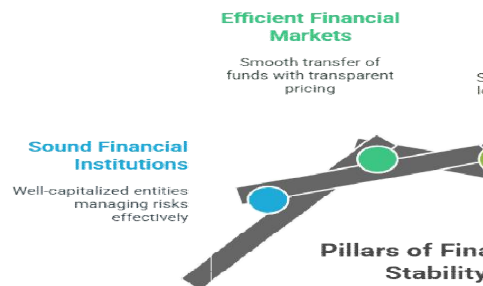 Efficient Financial
Markets
Smooth transfer of
funds with transparent
pricing
Sound Financial
Institutions
Well-capitalized entities
managing risks
effectively
Pillars of
Stability